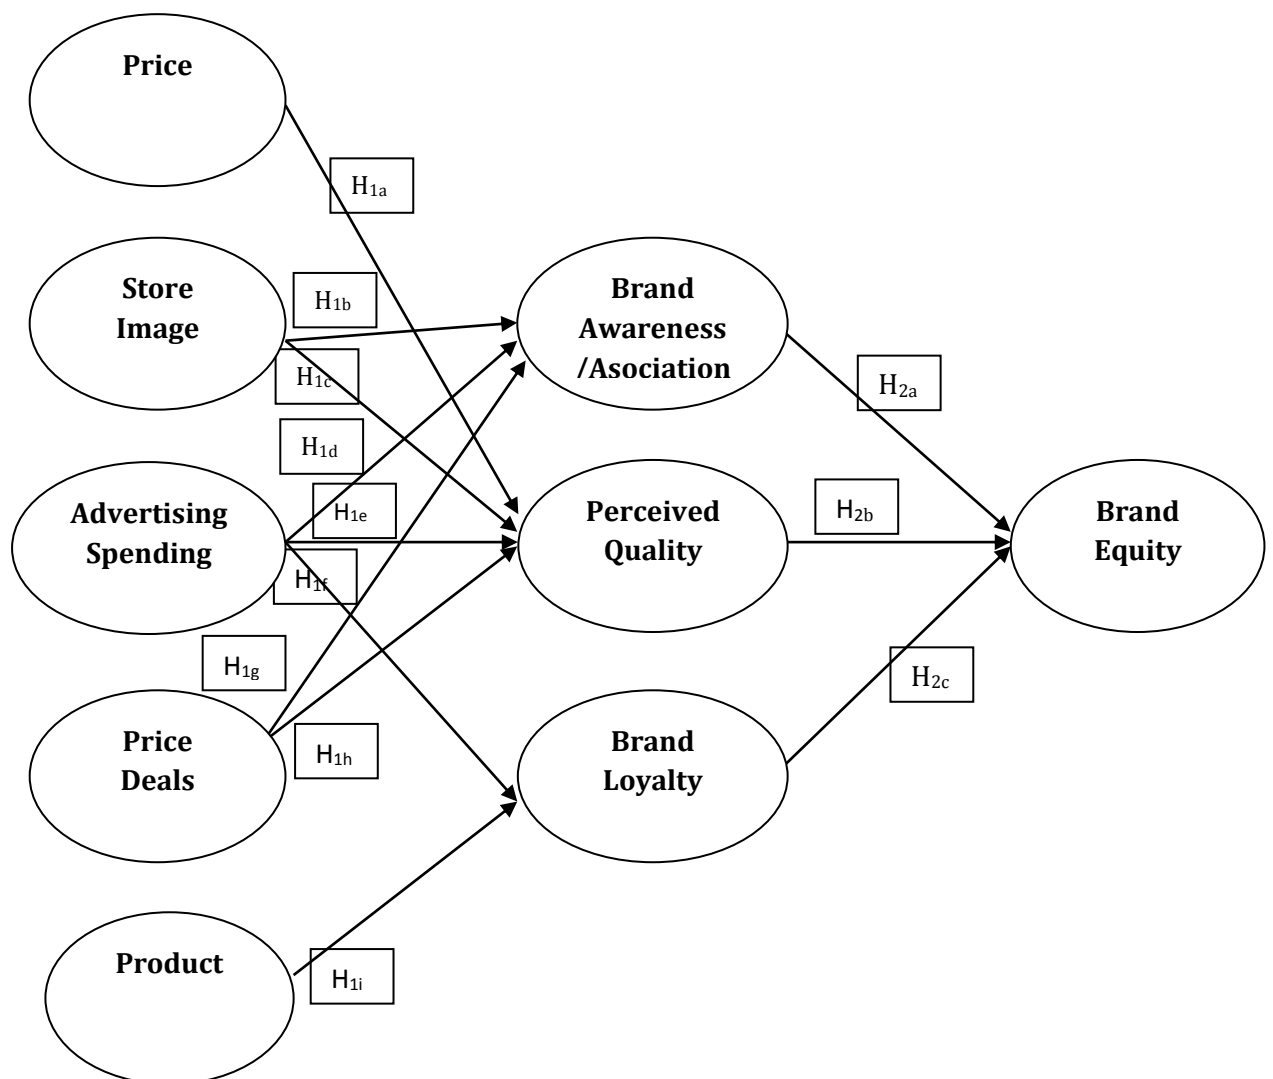 Price
H1a
Store
Image
H1b
Brand
Awareness
/Asociation
H1c
H2a
H1d
Advertising
Spending
H1e
Perceived
Quality
H2b
Brand
Equity
H1f
H1g
H2c
Price
Deals
H1h
Brand
Loyalty
Product
H1i